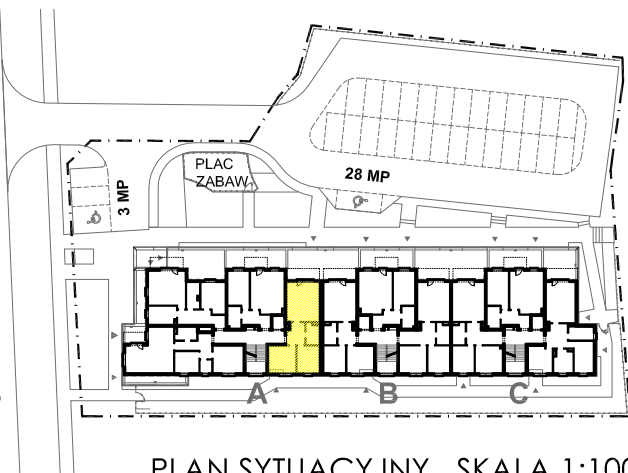 28 MP
PLAC
ZABAW
3 MP
A B C
PLAN SYTUACYJNY SKALA 1:100